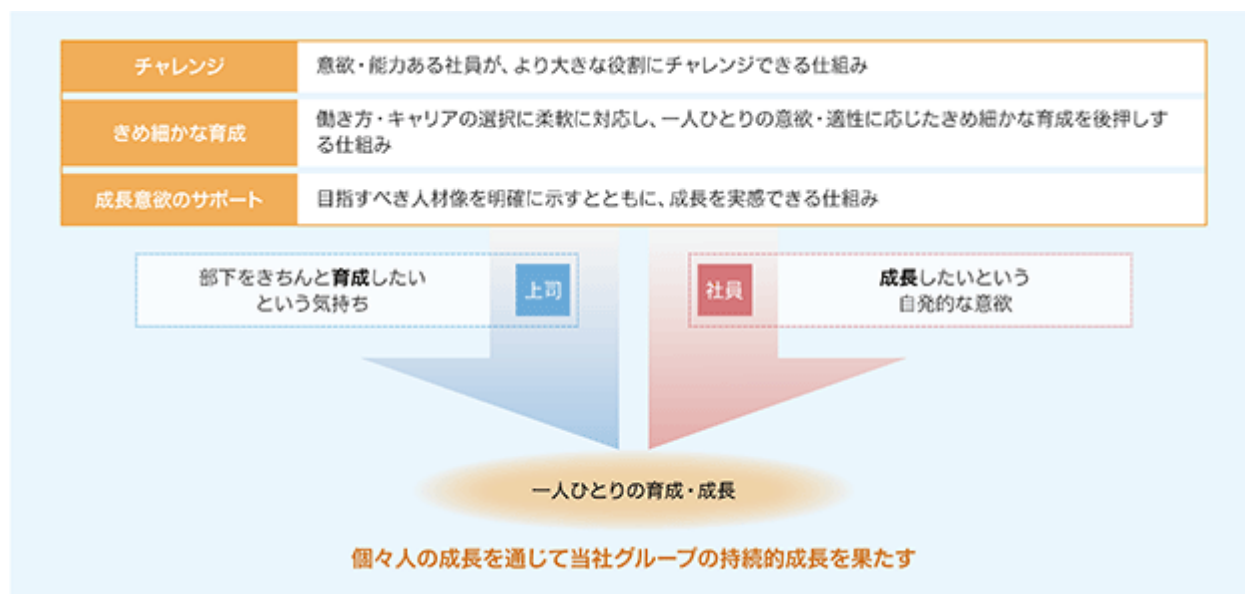 チャレンジ
意欲・能力ある社員が、より大きな役割にチャレンジできる仕組み
きめ細かな育成
働き方・キャリアの選択に柔軟に対応し、一人ひとりの意欲・適性に応じたきめ細かな育成を後押しす
る仕組み
成長意欲のサポート
目指すべき人材像を明確に示すとともに、成長を実感できる仕組み
部下をきちんと育成したい
という気持ち
上司
社員
成長したいという
自発的な意欲
一人ひとりの育成・成長
個々人の成長を通じて当社グループの持続的成長を果たす